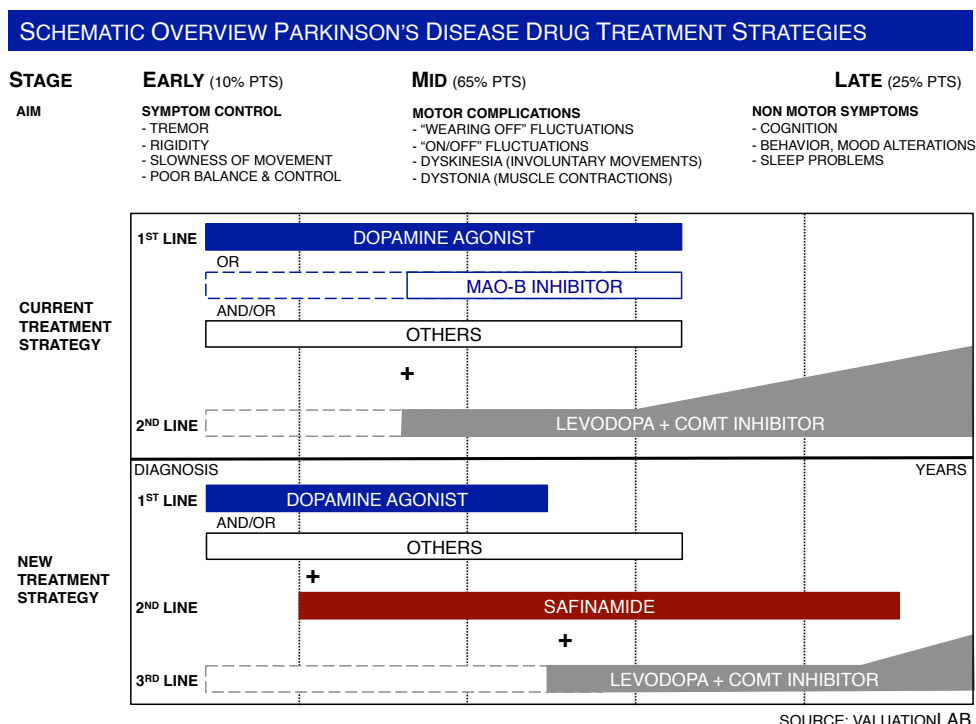 SCHEMATIC OVERVIEW PARKINSON'S DISEASE DRUG TREATMENT STRATEGIES
STAGE EARLY (10% PTS) MID (65% PTS) LATE (25% PTS)
AIM
SYMPTOM CONTROL
- TREMOR
- RIGIDITY
- SLOWNESS OF MOVEMENT
- POOR BALANCE & CONTROL
MOTOR COMPLICATIONS
- "WEARING OFF" FLUCTUATIONS
- "ON/OFF" FLUCTUATIONS
- DYSKINESIA (INVOLUNTARY MOVEMENTS)
- DYSTONIA (MUSCLE CONTRACTIONS)
NON MOTOR SYMPTOMS
- COGNITION
- BEHAVIOR, MOOD ALTERATIONS
- SLEEP PROBLEMS
CURRENT
TREATMENT
STRATEGY
1ST LINE DOPAMINE AGONIST
OR
MAO-B INHIBITOR
AND/OR
OTHERS
+
2ND LINE LEVODOPA + COMT INHIBITOR
DIAGNOSIS YEARS
NEW
TREATMENT
STRATEGY
1ST LINE DOPAMINE AGONIST
AND/OR
OTHERS
+
2ND LINE SAFINAMIDE
+
3RD LINE LEVODOPA + COMT INHIBITOR
SOURCE: VALUATIONLAB